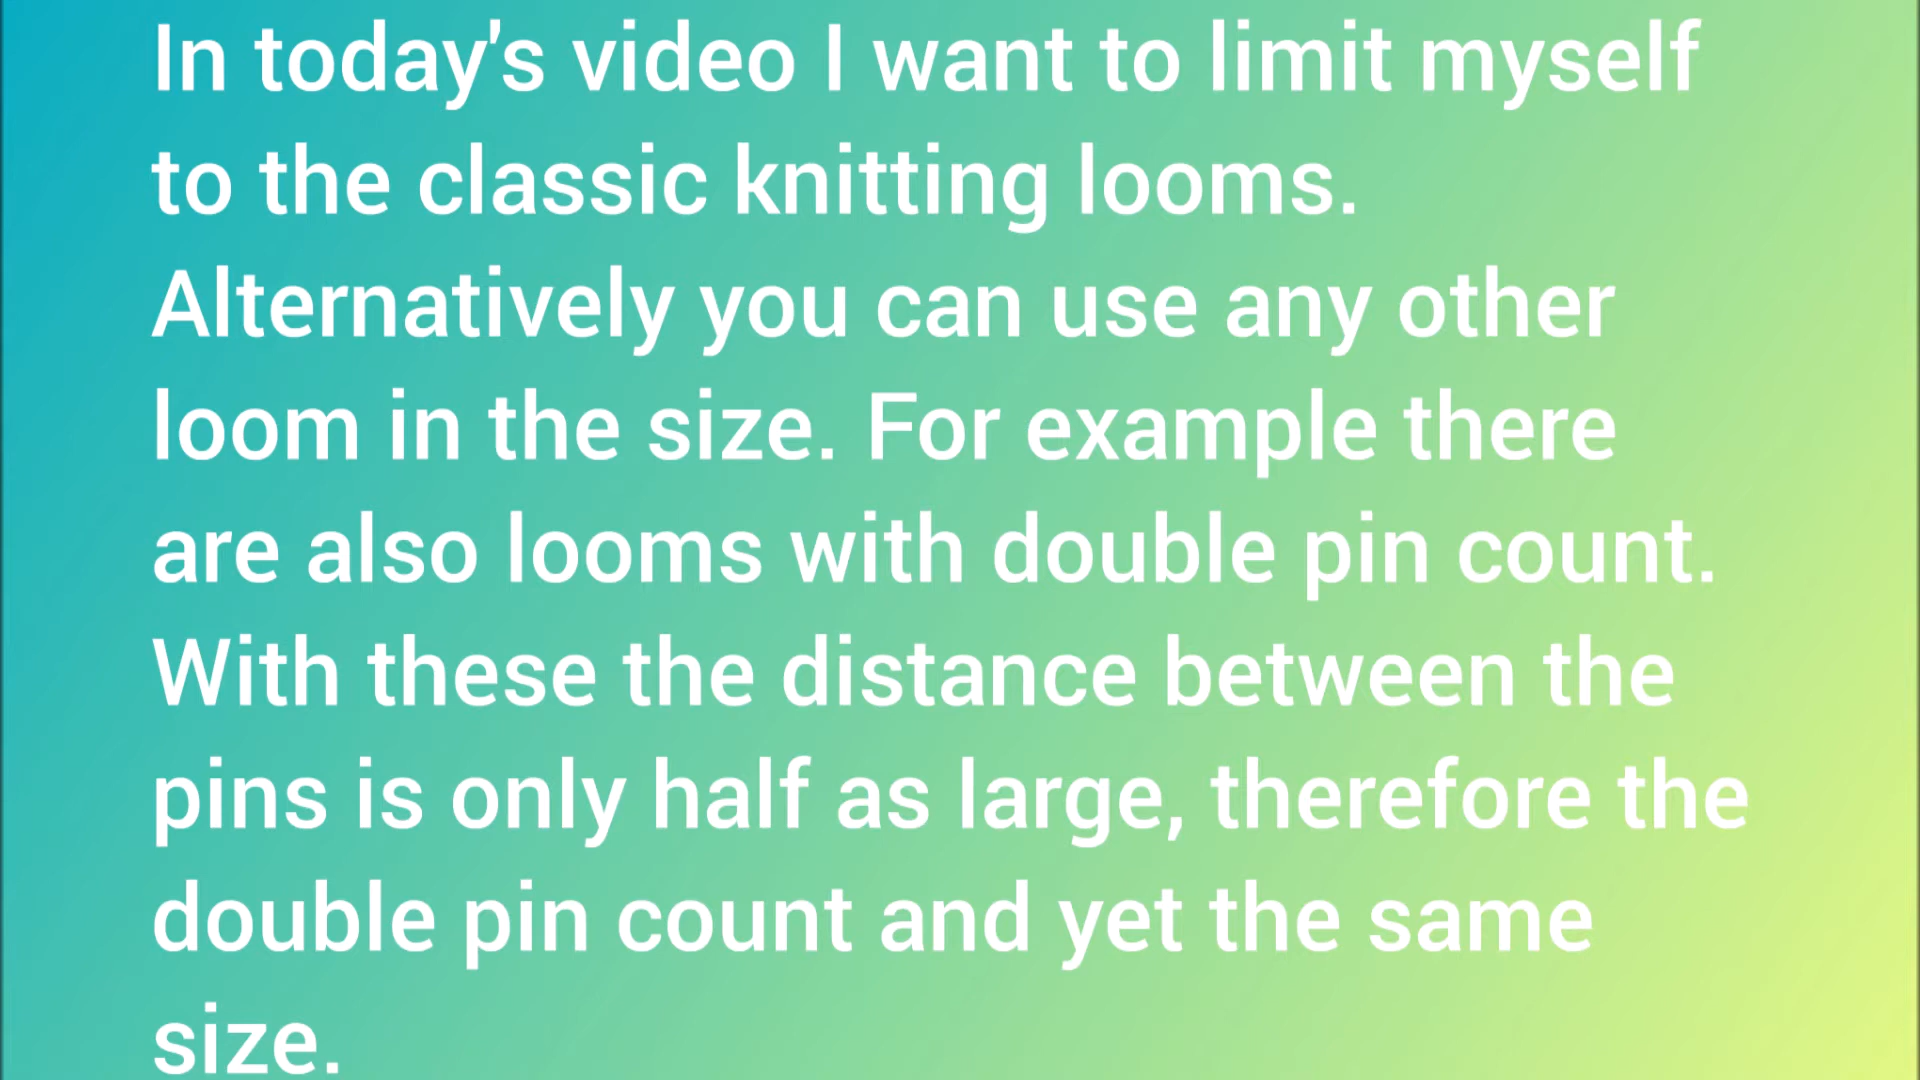 In today's video I want to limit myself
to the classic knitting looms.
Alternatively you can use any other
loom in the size. For example there
are also looms with double pin count.
With these the distance between the
pins is only half as large, therefore the
double pin count and yet the same
size.